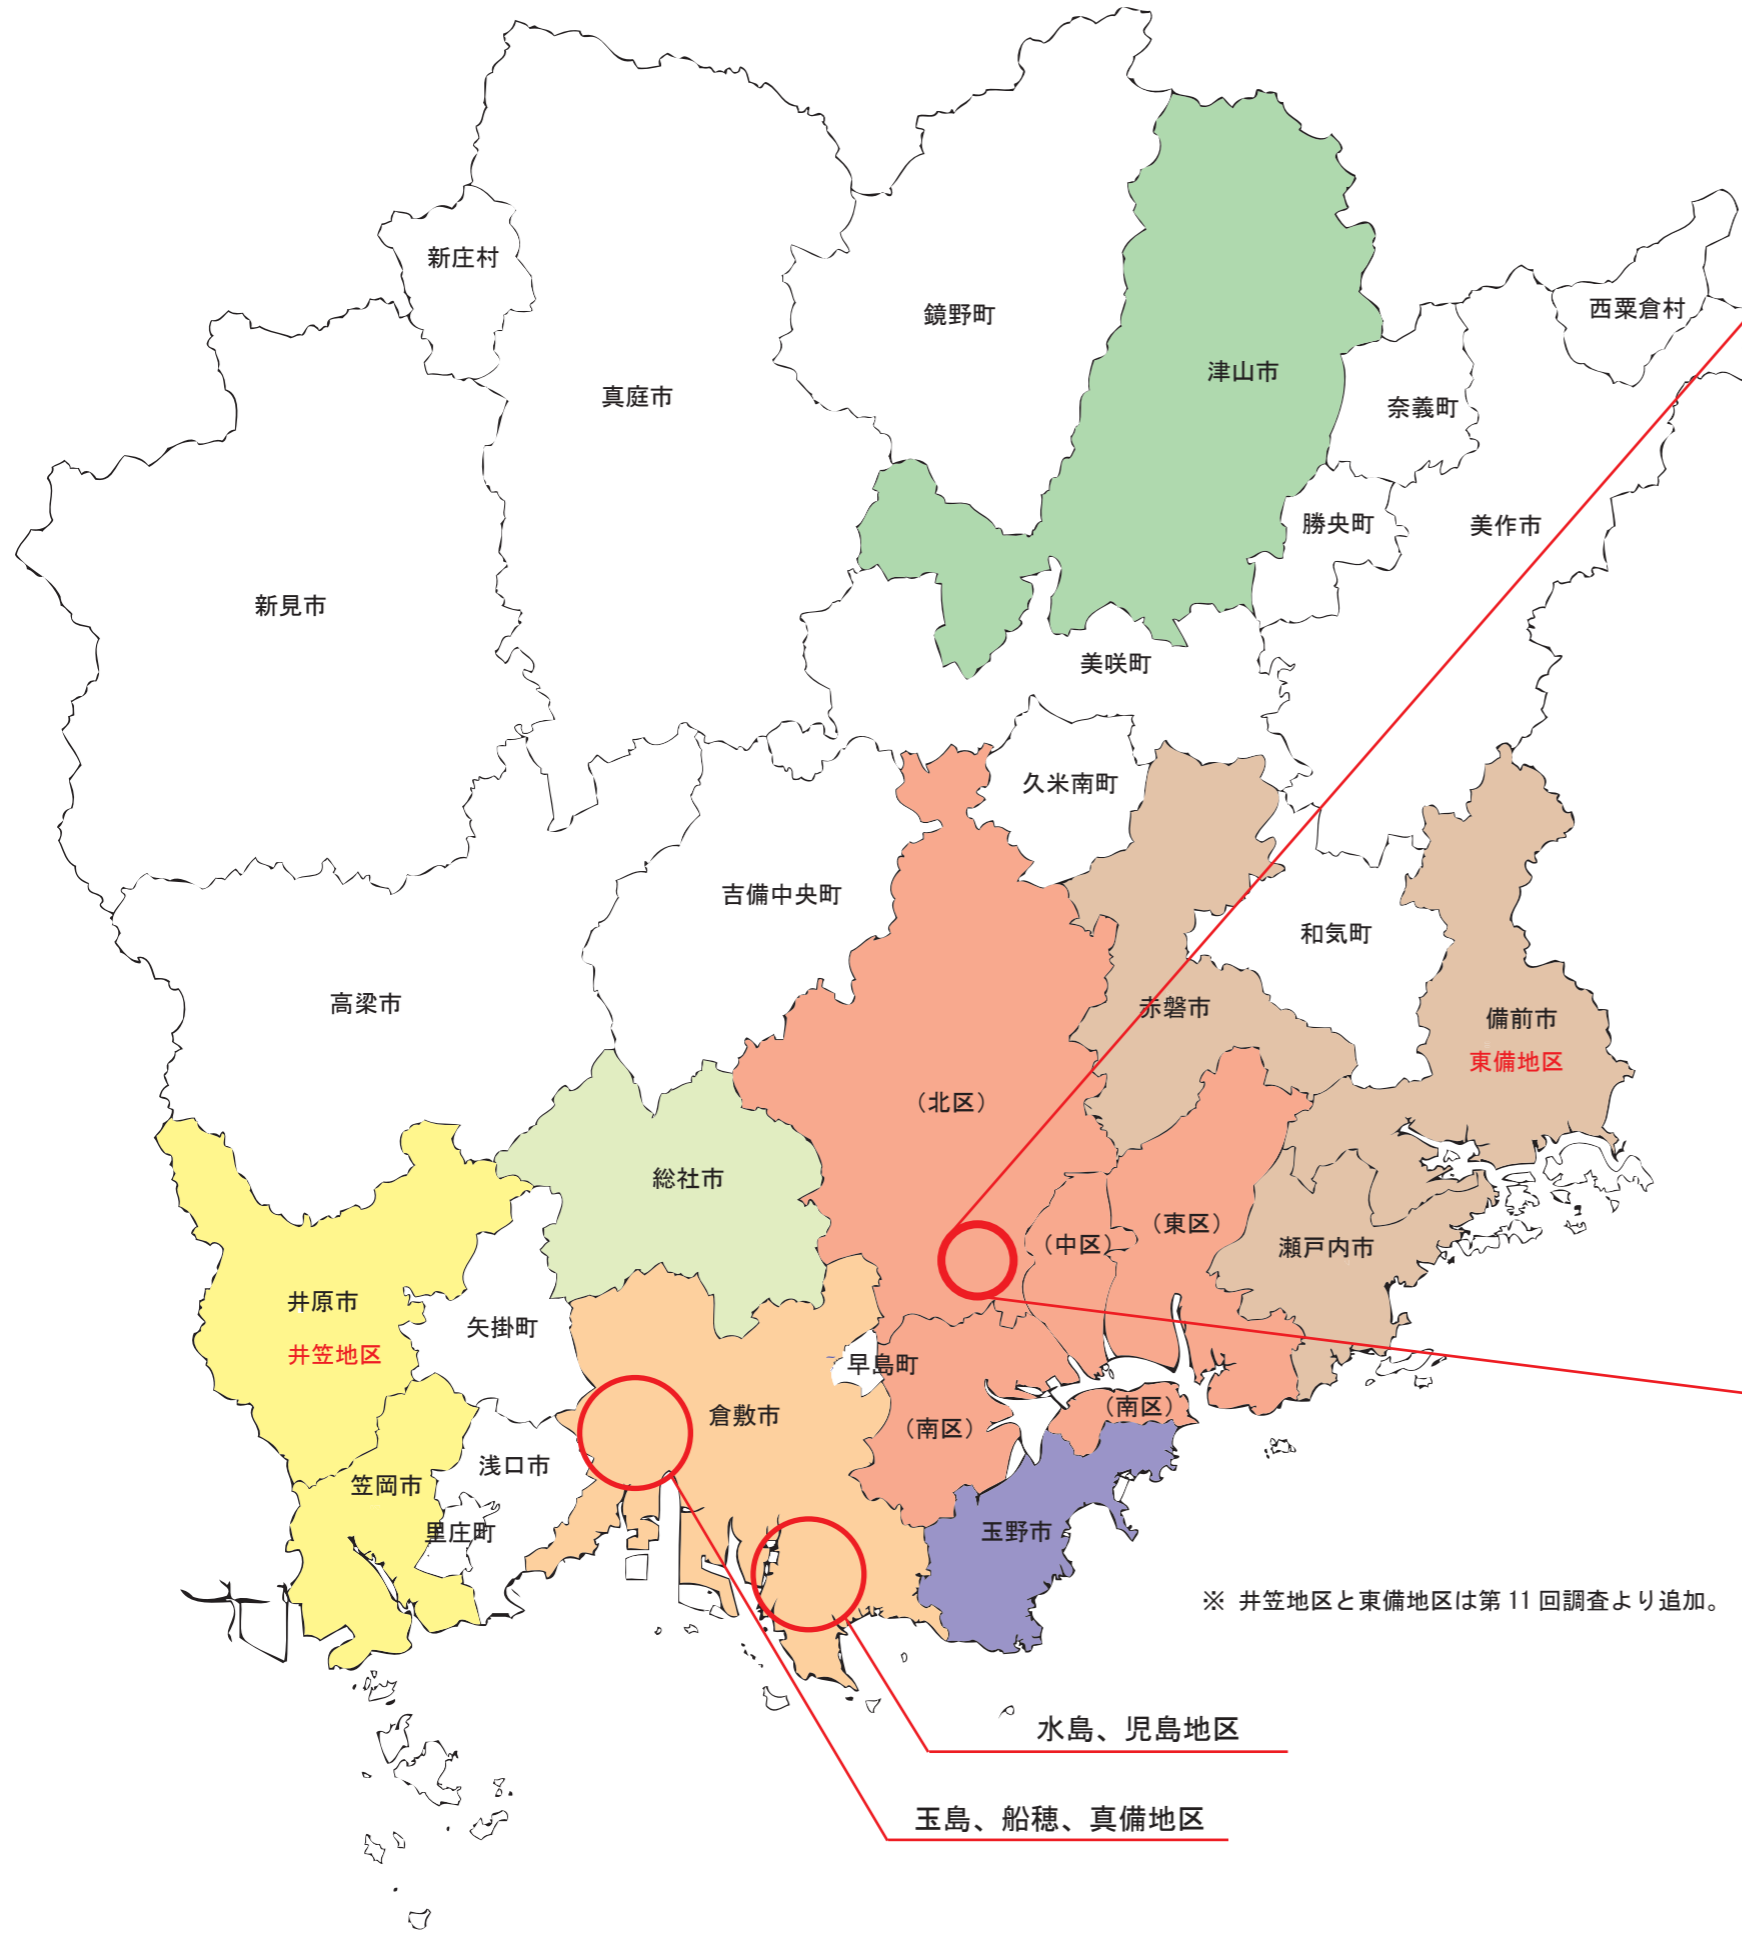 新庄村
鏡野町
西粟倉村
津山市
真庭市
奈義町
勝央町
美作市
新見市
美咲町
久米南町
吉備中央町
和気町
高梁市
赤磐市
備前市
東備地区
（北区）
総社市
（東区）
（中区）
瀬戸内市
井原市
井笠地区
矢掛町
早島町
倉敷市
（南区）
（南区）
浅口市
笠岡市
里庄町
玉野市
※ 井笠地区と東備地区は第 11 回調査より追加。
水島、児島地区
玉島、船穂、真備地区